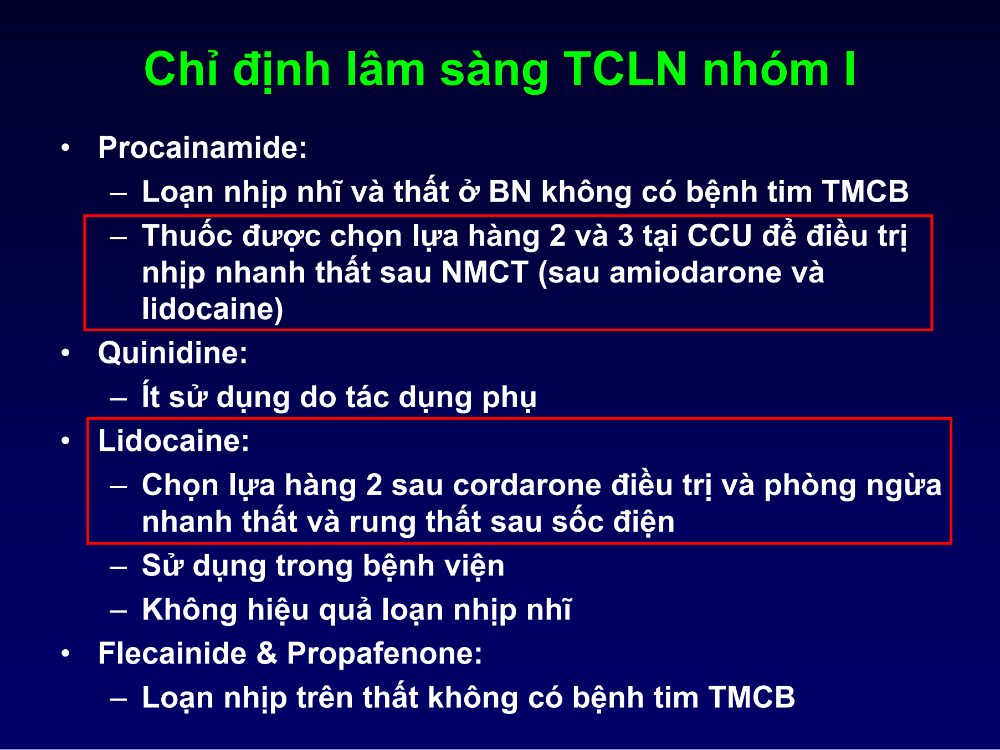 Chỉ định lâm sàng TCLN nhóm I
• Procainamide:
– Loạn nhịp nhĩ và thất ở BN không có bệnh tim TMCB
– Thuốc được chọn lựa hàng 2 và 3 tại CCU để điều trị
nhịp nhanh thất sau NMCT (sau amiodarone và
lidocaine)
• Quinidine:
– Ít sử dụng do tác dụng phụ
• Lidocaine:
– Chọn lựa hàng 2 sau cordarone điều trị và phòng ngừa
nhanh thất và rung thất sau sốc điện
– Sử dụng trong bệnh viện
– Không hiệu quả loạn nhịp nhĩ
• Flecainide & Propafenone:
– Loạn nhịp trên thất không có bệnh tim TMCB